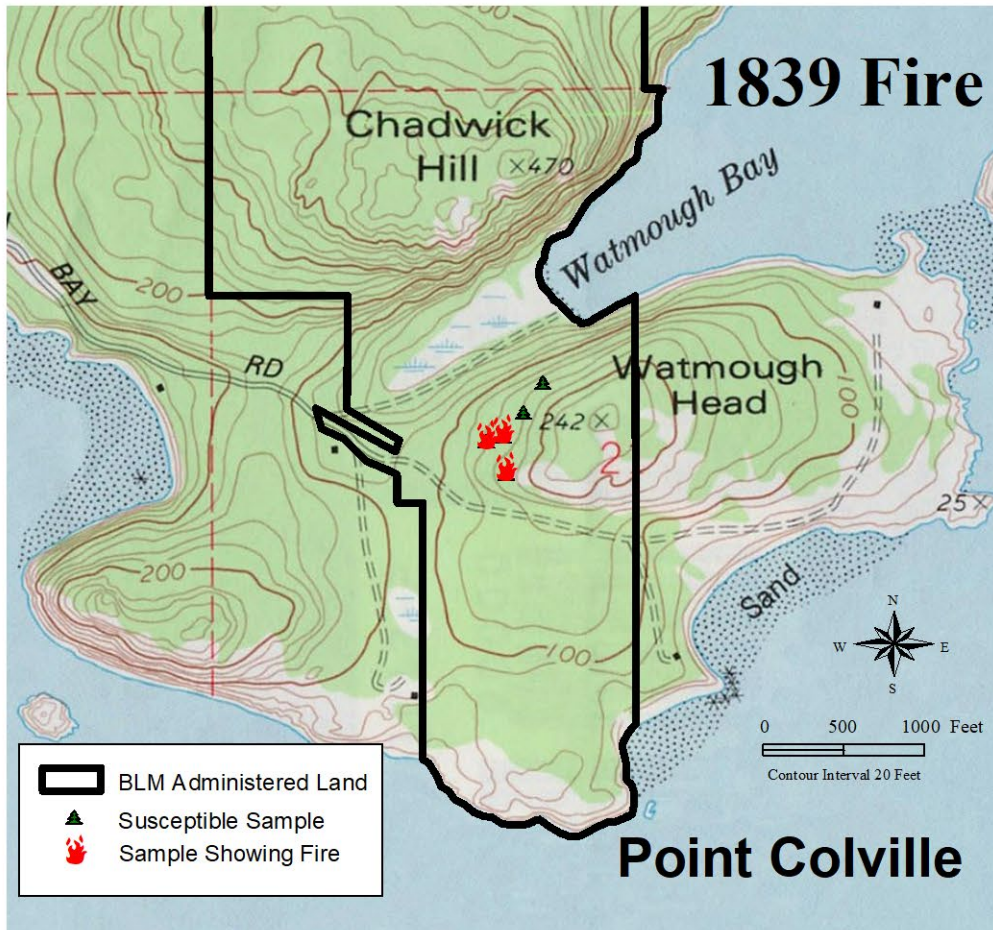 1839 Fire
Chadwick
Hill
×470
Watmough Bay
BAY
200
RD
Watmough
Head
100
242 ×
2
25 ×
200
Sand
100
N
W
E
S
0 500 1000 Feet
Contour Interval 20 Feet
BLM Administered Land
Susceptible Sample
Sample Showing Fire
Point Colville